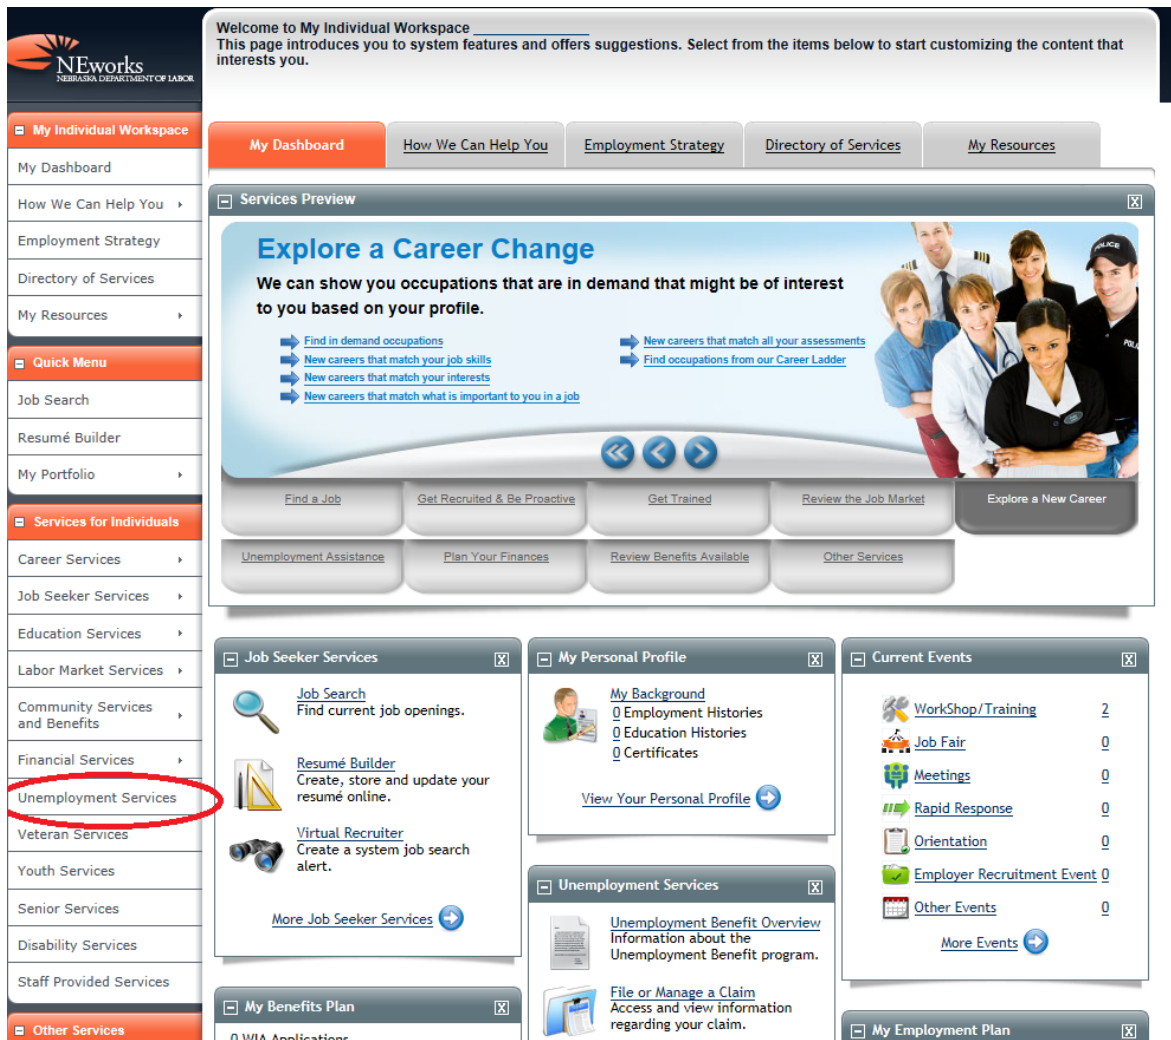 NEworks
NEBRASKA DEPARTMENT OF LABOR
Welcome to My Individual Workspace
This page introduces you to system features and offers suggestions. Select from the items below to start customizing the content that
interests you.
My Individual Workspace
My Dashboard
How We Can Help You
Employment Strategy
Directory of Services
My Resources
Quick Menu
Job Search
Resumé Builder
My Portfolio
Services for Individuals
Career Services
Job Seeker Services
Education Services
Labor Market Services
Community Services
and Benefits
Financial Services
Unemployment Services
Veteran Services
Youth Services
Senior Services
Disability Services
Staff Provided Services
Other Services
My Dashboard
How We Can Help You
Employment Strategy
Directory of Services
My Resources
Services Preview
X
Explore a Career Change
We can show you occupations that are in demand that might be of interest
to you based on your profile.
Find in demand occupations
New careers that match your job skills
New careers that match your interests
New careers that match what is important to you in a job
New careers that match all your assessments
Find occupations from our Career Ladder
POLICE
Find a Job
Get Recruited & Be Proactive
Get Trained
Review the Job Market
Explore a New Career
Unemployment Assistance
Plan Your Finances
Review Benefits Available
Other Services
Job Seeker Services
X
Job Search
Find current job openings.
Resumé Builder
Create, store and update your
resumé online.
Virtual Recruiter
Create a system job search
alert.
More Job Seeker Services
My Benefits Plan
X
0 WIA Applications
My Personal Profile
X
My Background
0 Employment Histories
0 Education Histories
0 Certificates
View Your Personal Profile
Unemployment Services
X
Unemployment Benefit Overview
Information about the
Unemployment Benefit program.
File or Manage a Claim
Access and view information
regarding your claim.
Current Events
X
WorkShop/Training 2
Job Fair 0
Meetings 0
Rapid Response 0
Orientation 0
Employer Recruitment Event 0
Other Events 0
More Events
My Employment Plan
X